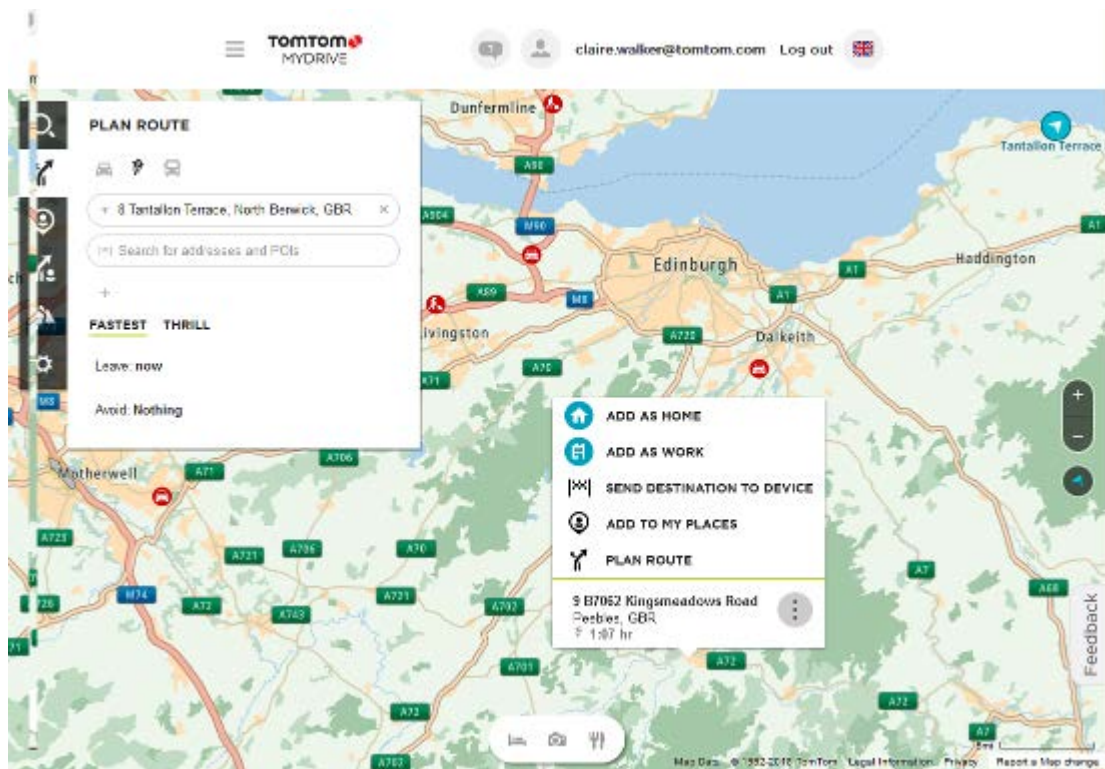 TOMTOM
MYDRIVE
claire.walker@tomtom.com Log out
PLAN ROUTE
8 Tantallon Terrace, North Berwick, GBR
Search for addresses and POIs
FASTEST THRILL
Leave: now
Avoid: Nothing
Dunfermline
Tantallon Terrace
A90
A904
M90
A1
Edinburgh
A1
Haddington
A89
M8
A1
Livingston
A720
Dalkeith
A70
A71
ADD AS HOME
ADD AS WORK
SEND DESTINATION TO DEVICE
ADD TO MY PLACES
PLAN ROUTE
9 B7062 Kingsmeadows Road
Peebles, GBR
1:07 hr
M8
A706
Motherwell
A71
A723
A721
A706
A70
A7
A68
M74
A72
A743
A721
A702
A701
A72
A72
A72
A7
A702
Feedback
Map Data © 1992-2018 TomTom Legal Information Privacy Report a Map change